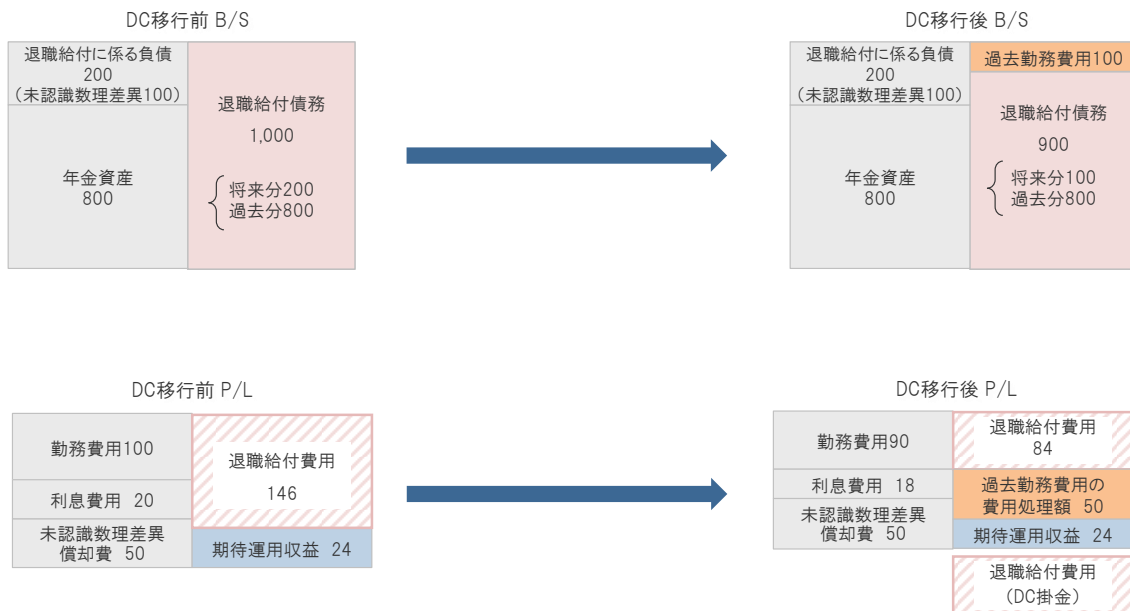 DC移行前 B/S
退職給付に係る負債
200
(未認識数理差異100)
年金資産
800
退職給付債務
1,000
将来分200
過去分800
DC移行後 B/S
退職給付に係る負債
200
(未認識数理差異100)
年金資産
800
過去勤務費用100
退職給付債務
900
将来分100
過去分800
DC移行前 P/L
勤務費用100
利息費用 20
未認識数理差異
償却費 50
退職給付費用
146
期待運用収益 24
DC移行後 P/L
勤務費用90
利息費用 18
未認識数理差異
償却費 50
退職給付費用
84
過去勤務費用の
費用処理額 50
期待運用収益 24
退職給付費用
(DC掛金)